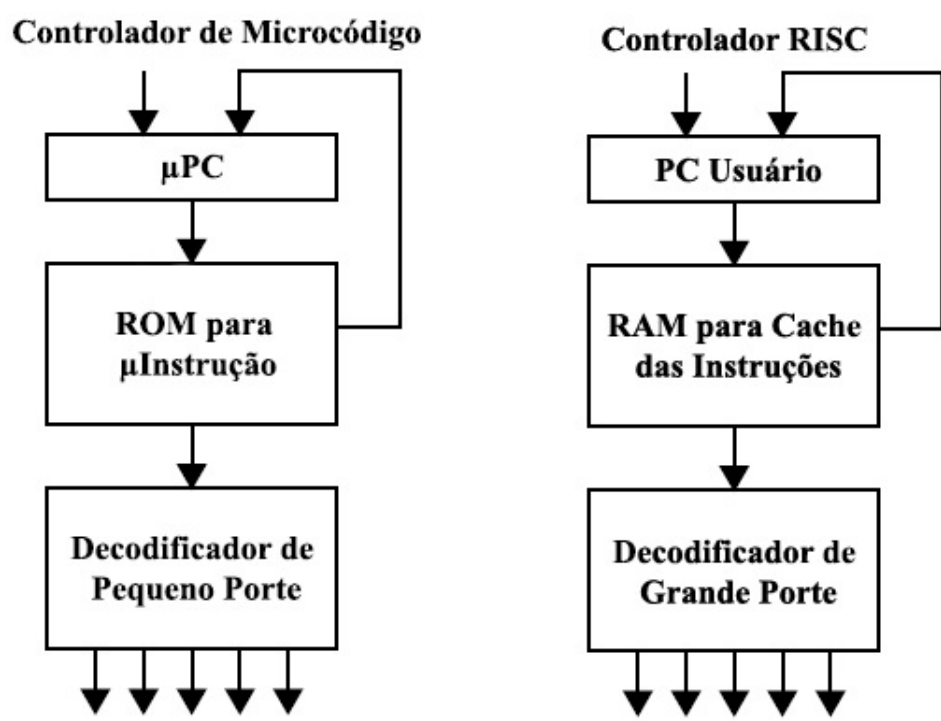 Controlador de Microcódigo
µPC
ROM para
µInstrução
Decodificador de
Pequeno Porte
Controlador RISC
PC Usuário
RAM para Cache
das Instruções
Decodificador de
Grande Porte